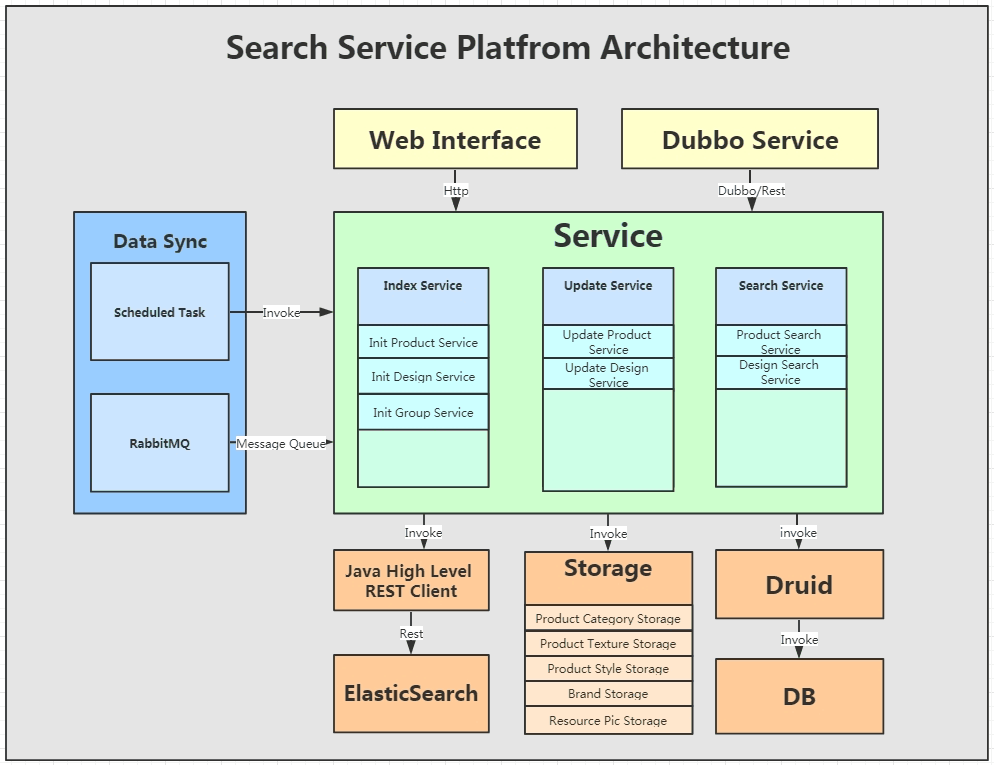 Search Service Platfrom Architecture
Web Interface
Dubbo Service
Http
Dubbo/Rest
Data Sync
Scheduled Task
Invoke
RabbitMQ
Message Queue
Service
Index Service
Init Product Service
Init Design Service
Init Group Service
Update Service
Update Product
Service
Update Design
Service
Search Service
Product Search
Service
Design Search
Service
Invoke
Invoke
invoke
Java High Level
REST Client
Rest
ElasticSearch
Storage
Product Category Storage
Product Texture Storage
Product Style Storage
Brand Storage
Resource Pic Storage
Druid
Invoke
DB